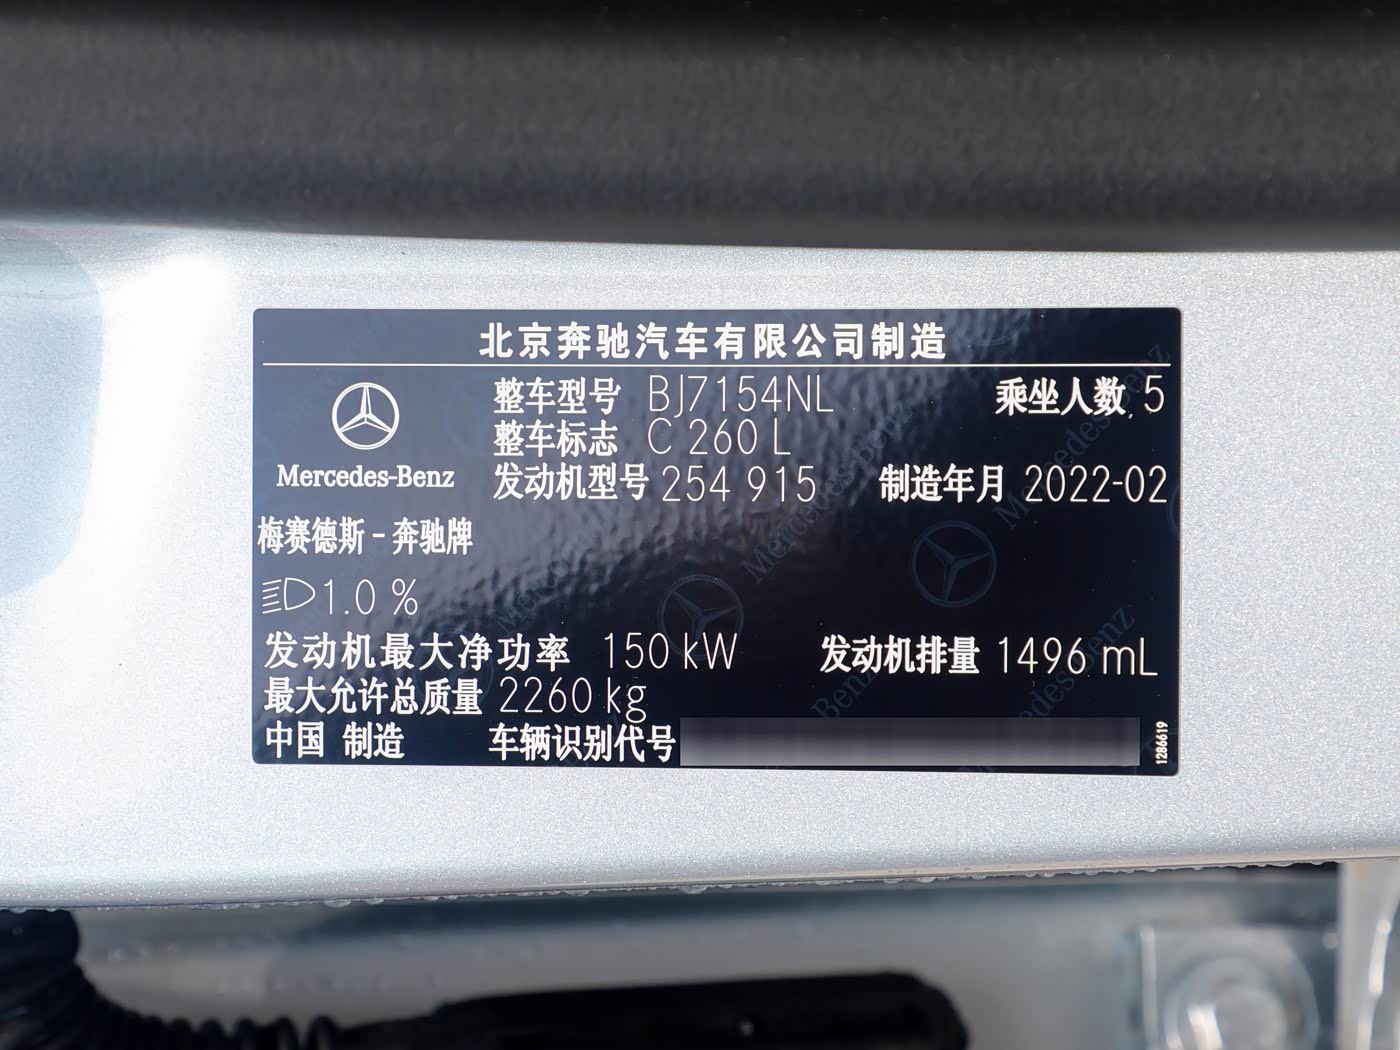 北京奔驰汽车有限公司制造
整车型号 BJ7154NL 乘坐人数 5
整车标志 C 260 L
Mercedes-Benz
发动机型号 254 915 制造年月 2022-02
梅赛德斯-奔驰牌
1.0 %
发动机最大净功率 150 kW 发动机排量 1496 mL
最大允许总质量 2260 kg
中国 制造 车辆识别代号
1286619
Mercedes-Benz
Mercedes-Benz